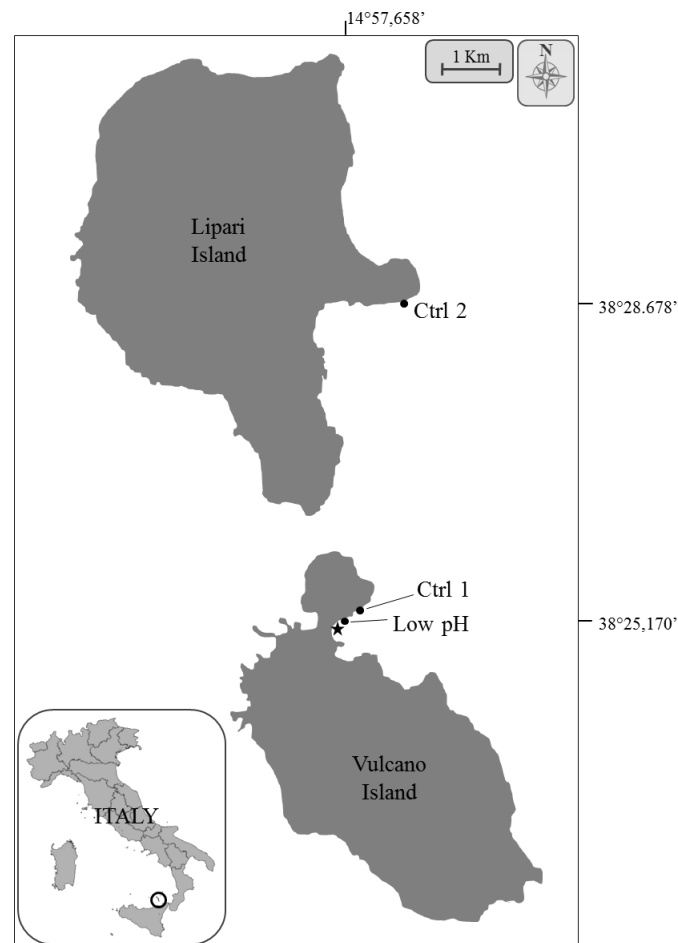 14°57,658’
1 Km
N
Lipari
Island
Ctrl 2
38°28.678’
Ctrl 1
Low pH
38°25,170’
Vulcano
Island
ITALY